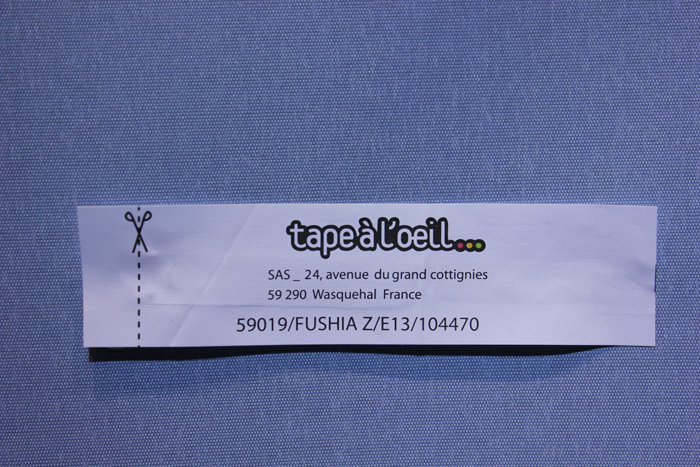 tape à l'oeil...
SAS _ 24, avenue du grand cottignies
59 290 Wasquehal France
59019/FUSHIA Z/E13/104470